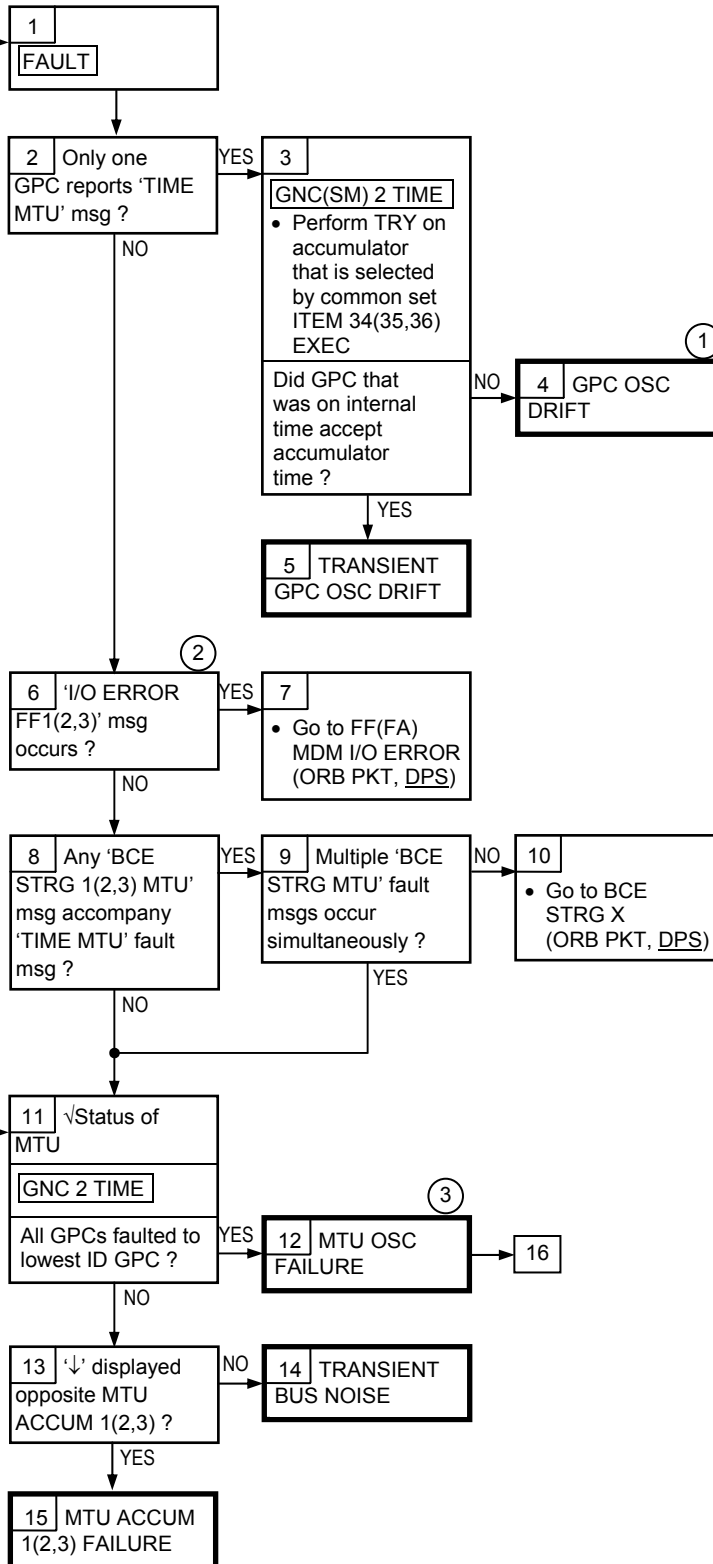 1
FAULT
2 Only one
GPC reports ‘TIME
MTU’ msg ?
YES
NO
3
GNC(SM) 2 TIME
• Perform TRY on
accumulator
that is selected
by common set
ITEM 34(35,36)
EXEC
Did GPC that
was on internal
time accept
accumulator
time ?
NO
YES
1
4 GPC OSC
DRIFT
5 TRANSIENT
GPC OSC DRIFT
2
6 ‘I/O ERROR
FF1(2,3)’ msg
occurs ?
YES
NO
7
• Go to FF(FA)
MDM I/O ERROR
(ORB PKT, DPS)
8 Any ‘BCE
STRG 1(2,3) MTU’
msg accompany
‘TIME MTU’ fault
msg ?
YES
NO
9 Multiple ‘BCE
STRG MTU’ fault
msgs occur
simultaneously ?
NO
YES
10
• Go to BCE
STRG X
(ORB PKT, DPS)
11 √Status of
MTU
GNC 2 TIME
All GPCs faulted to
lowest ID GPC ?
YES
NO
3
12 MTU OSC
FAILURE
16
13 ‘↓’ displayed
opposite MTU
ACCUM 1(2,3) ?
NO
YES
14 TRANSIENT
BUS NOISE
15 MTU ACCUM
1(2,3) FAILURE